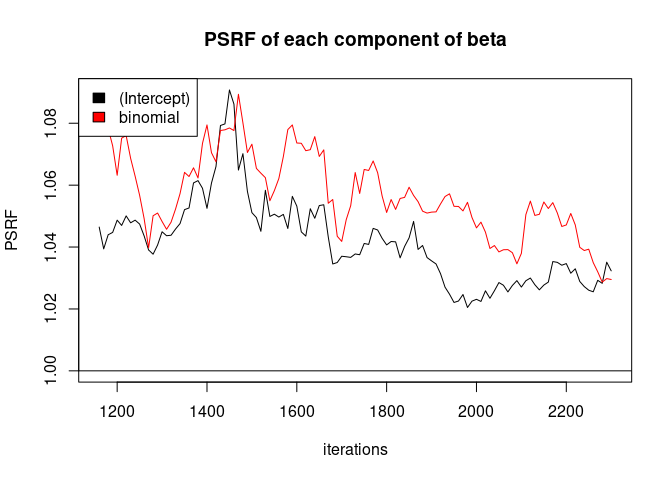 PSRF of each component of beta
(Intercept)
binomial
PSRF
1.08
1.06
1.04
1.02
1.00
1200 1400 1600 1800 2000 2200
iterations